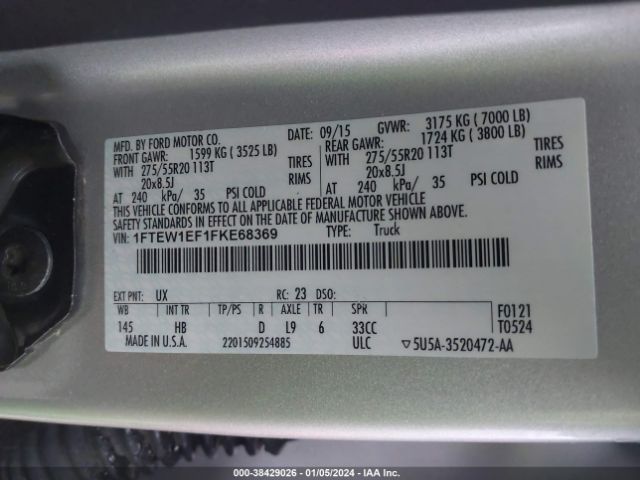 MFD. BY FORD MOTOR CO. DATE: 09/15 GVWR: 3175 KG ( 7000 LB)
FRONT GAWR: 1599 KG ( 3525 LB) REAR GAWR: 1724 KG ( 3800 LB)
WITH 275/55R20 113T TIRES WITH 275/55R20 113T TIRES
20x8.5J RIMS 20x8.5J RIMS
AT 240 kPa/ 35 PSI COLD AT 240 kPa/ 35 PSI COLD
THIS VEHICLE CONFORMS TO ALL APPLICABLE FEDERAL MOTOR VEHICLE
SAFETY STANDARDS IN EFFECT ON THE DATE OF MANUFACTURE SHOWN ABOVE.
VIN: 1FTEW1EF1FKE68369 TYPE: Truck
EXT PNT: UX RC: 23 DSO:
WB INT TR TP/PS R AXLE TR SPR F0121
145 HB D L9 6 33CC T0524
MADE IN U.S.A. 2201509254885 ULC ▽5U5A-3520472-AA
000-38429026 - 01/05/2024 - IAA Inc.